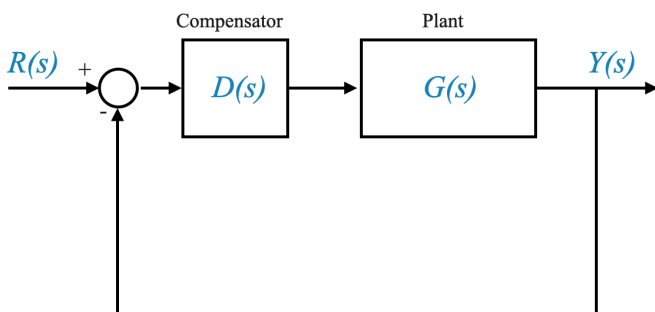 Compensator
Plant
R(s)
+
-
D(s)
G(s)
Y(s)